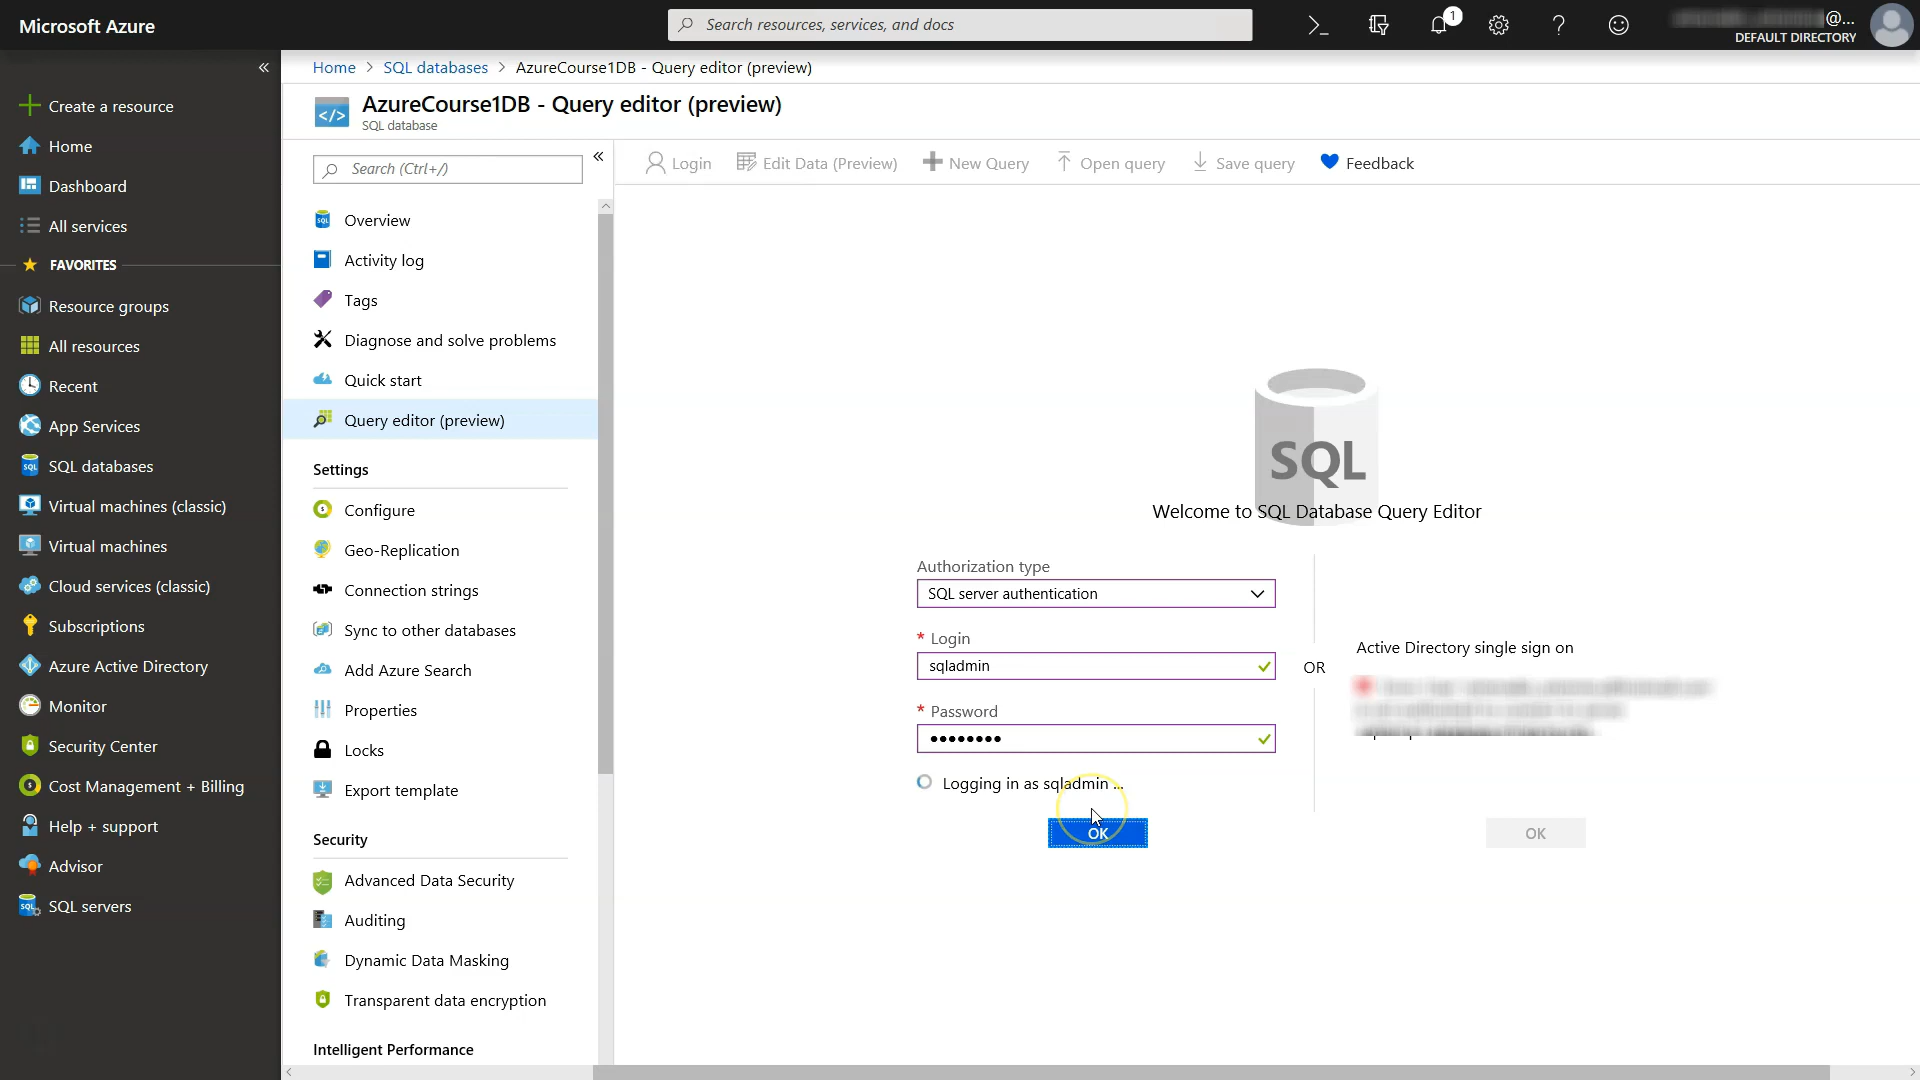 Microsoft Azure
Search resources, services, and docs
1
@...
DEFAULT DIRECTORY
Create a resource
Home
Dashboard
All services
FAVORITES
Resource groups
All resources
Recent
App Services
SQL databases
Virtual machines (classic)
Virtual machines
Cloud services (classic)
Subscriptions
Azure Active Directory
Monitor
Security Center
Cost Management + Billing
Help + support
Advisor
SQL servers
Home > SQL databases > AzureCourse1DB - Query editor (preview)
AzureCourse1DB - Query editor (preview)
SQL database
Search (Ctrl+/)
Overview
Activity log
Tags
Diagnose and solve problems
Quick start
Query editor (preview)
Settings
Configure
Geo-Replication
Connection strings
Sync to other databases
Add Azure Search
Properties
Locks
Export template
Security
Advanced Data Security
Auditing
Dynamic Data Masking
Transparent data encryption
Intelligent Performance
Login
Edit Data (Preview)
New Query
Open query
Save query
Feedback
SQL
Welcome to SQL Database Query Editor
Authorization type
SQL server authentication
* Login
sqladmin
* Password
••••••••
Logging in as sqladmin ...
OK
OR
Active Directory single sign on
OK